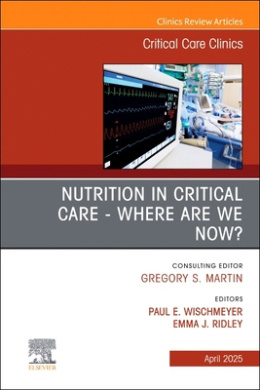 Clinics Review Articles
Critical Care Clinics
NUTRITION IN CRITICAL
CARE - WHERE ARE WE
NOW?
CONSULTING EDITOR
GREGORY S. MARTIN
EDITORS
PAUL E. WISCHMEYER
EMMA J. RIDLEY
ELSEVIER
April 2025